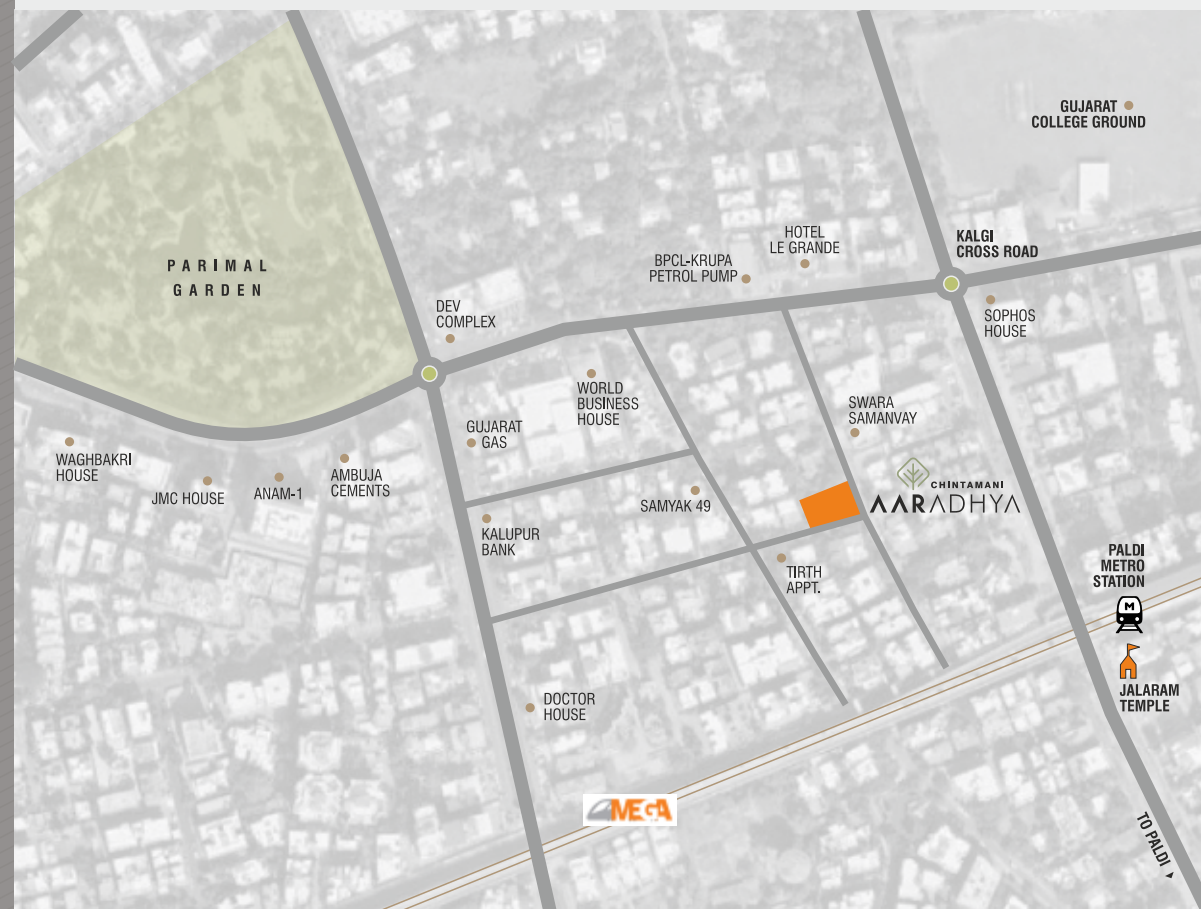 GUJARAT
COLLEGE GROUND
HOTEL
LE GRANDE
KALGI
CROSS ROAD
BPCL-KRUPA
PETROL PUMP
PARIMAL
GARDEN
DEV
COMPLEX
SOPHOS
HOUSE
WORLD
BUSINESS
HOUSE
SWARA
SAMANVAY
GUJARAT
GAS
WAGHBAKRI
HOUSE
JMC HOUSE
ANAM-1
AMBUJA
CEMENTS
SAMYAK 49
CHINTAMANI
AARADHYA
KALUPUR
BANK
TIRTH
APPT.
PALDI
METRO
STATION
M
JALARAM
TEMPLE
DOCTOR
HOUSE
MEGA
TO PALDI